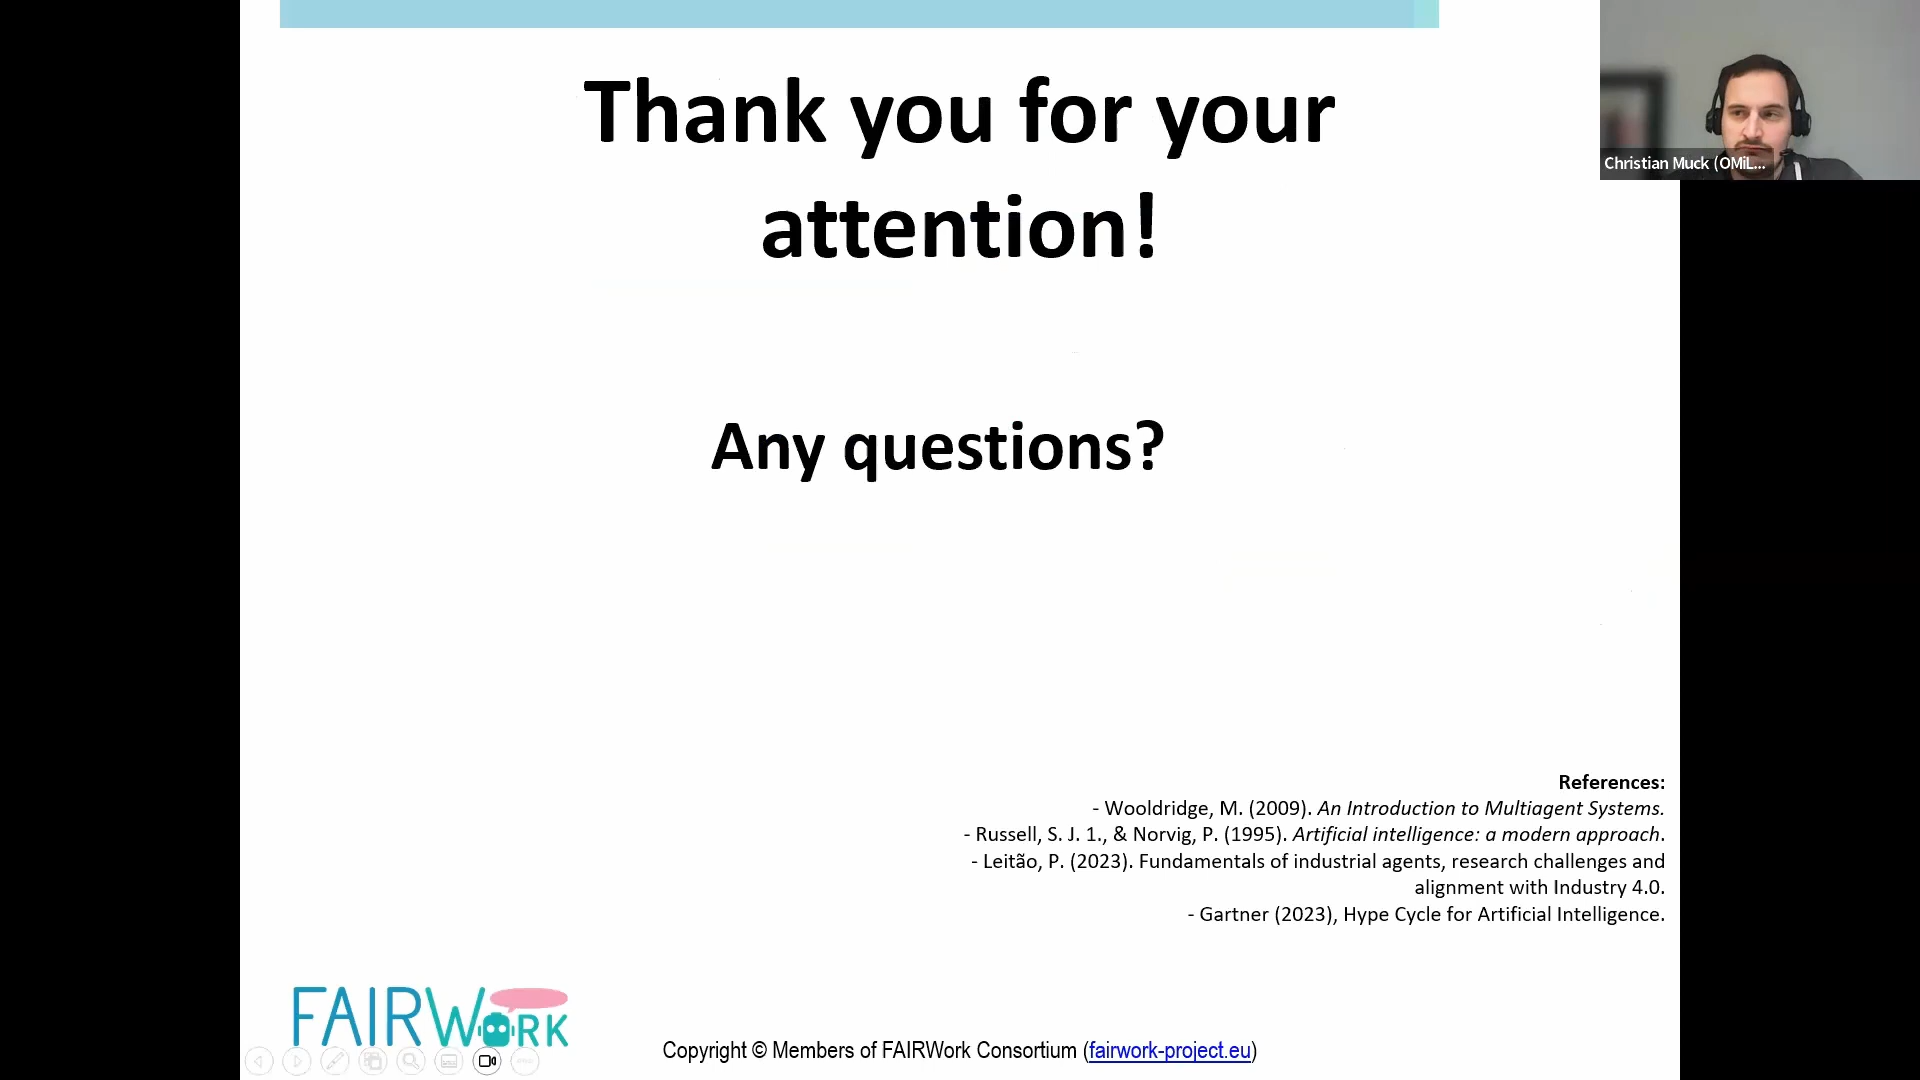 Thank you for your
attention!
Christian Muck (OMiL...
Any questions?
References:
- Wooldridge, M. (2009). An Introduction to Multiagent Systems.
- Russell, S. J. 1., & Norvig, P. (1995). Artificial intelligence: a modern approach.
- Leitão, P. (2023). Fundamentals of industrial agents, research challenges and
alignment with Industry 4.0.
- Gartner (2023), Hype Cycle for Artificial Intelligence.
FAIRWORK
Copyright © Members of FAIRWork Consortium (fairwork-project.eu)